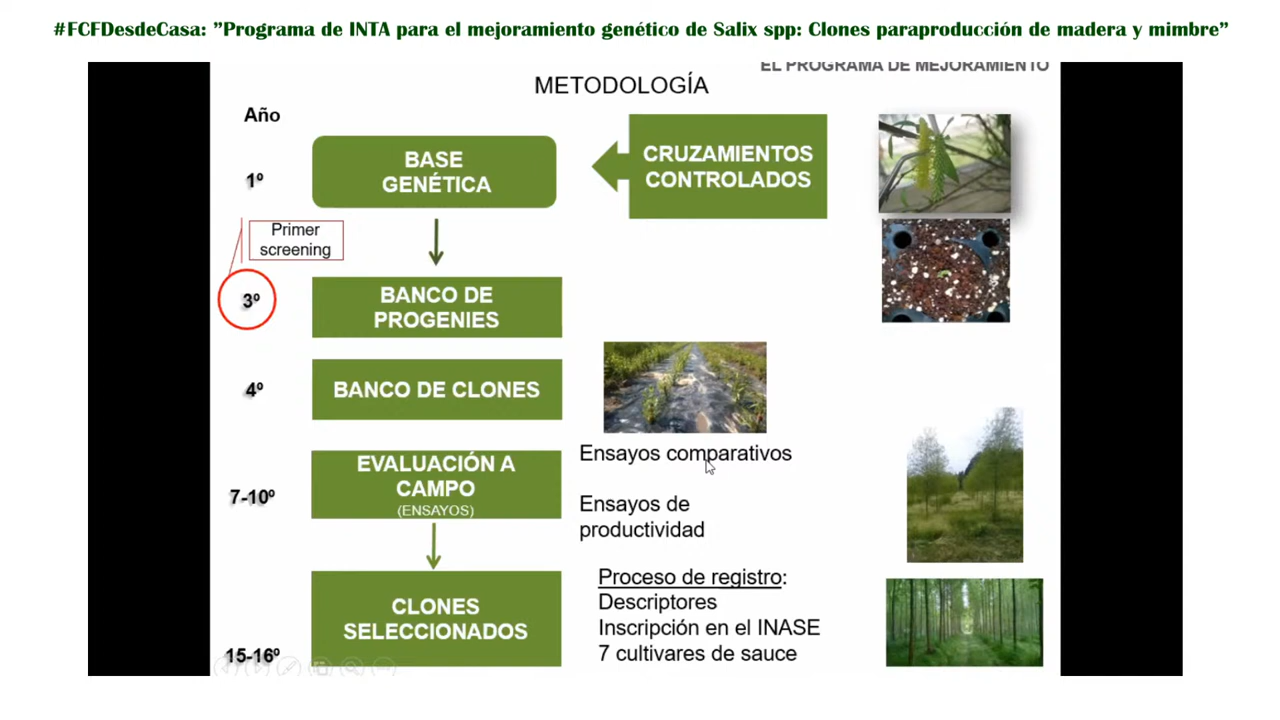 #FCFDesdeCasa: ”Programa de INTA para el mejoramiento genético de Salix spp: Clones paraproducción de madera y mimbre”
EL PROGRAMA DE MEJORAMIENTO
METODOLOGÍA
Año
1º
BASE
GENÉTICA
CRUZAMIENTOS
CONTROLADOS
Primer
screening
3º
BANCO DE
PROGENIES
4º
BANCO DE CLONES
7-10º
EVALUACIÓN A
CAMPO
(ENSAYOS)
Ensayos comparativos
Ensayos de
productividad
15-16º
CLONES
SELECCIONADOS
Proceso de registro:
Descriptores
Inscripción en el INASE
7 cultivares de sauce